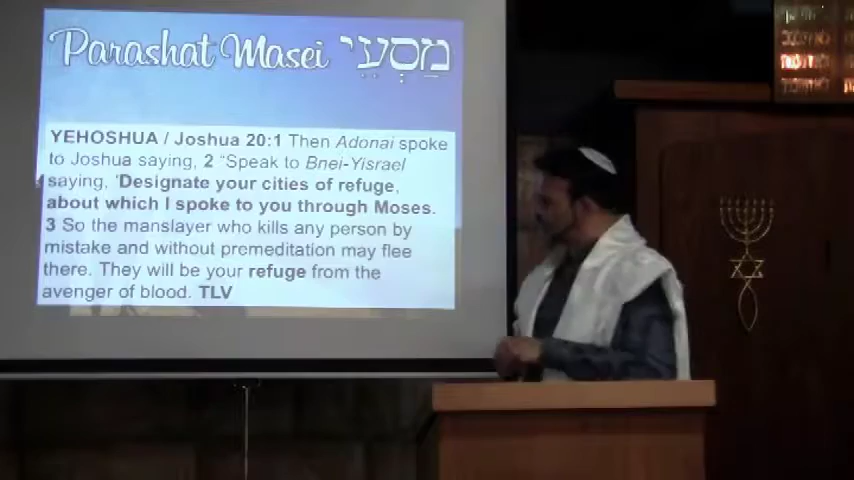 Parashat Masei מַסְעֵי
YEHOSHUA / Joshua 20:1 Then Adonai spoke
to Joshua saying, 2 “Speak to Bnei-Yisrael
saying, ‘Designate your cities of refuge,
about which I spoke to you through Moses.
3 So the manslayer who kills any person by
mistake and without premeditation may flee
there. They will be your refuge from the
avenger of blood. TLV